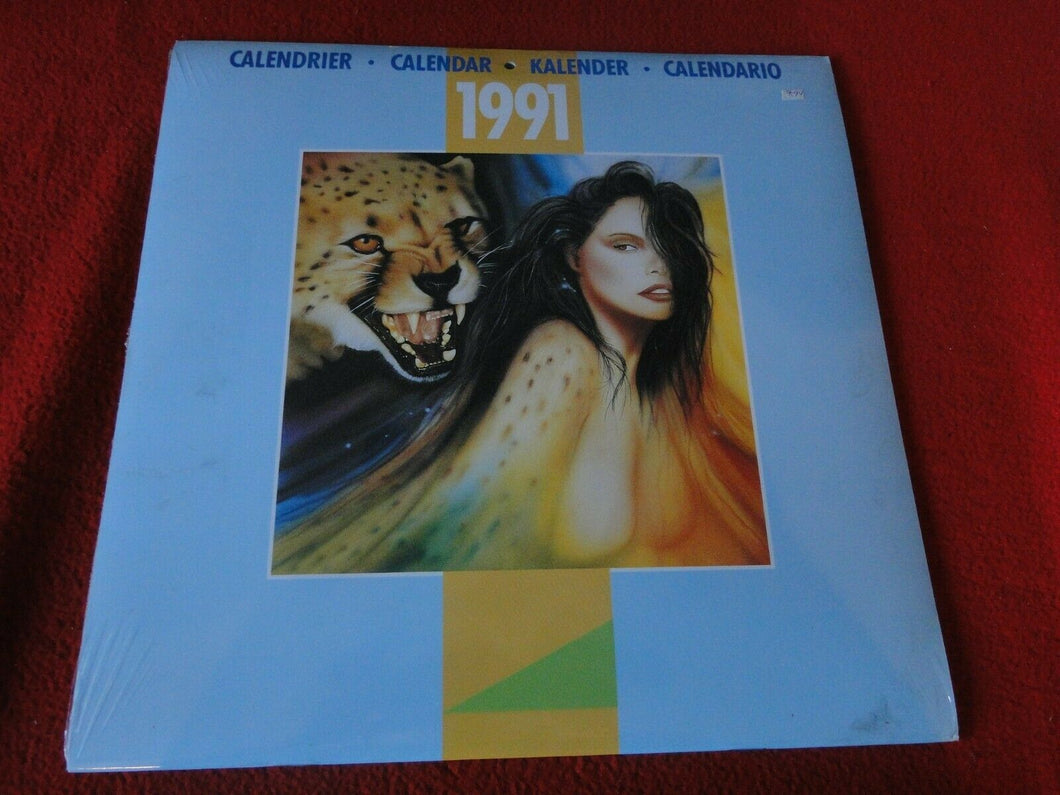 CALENDRIER • CALENDAR • KALENDER • CALENDARIO
1991